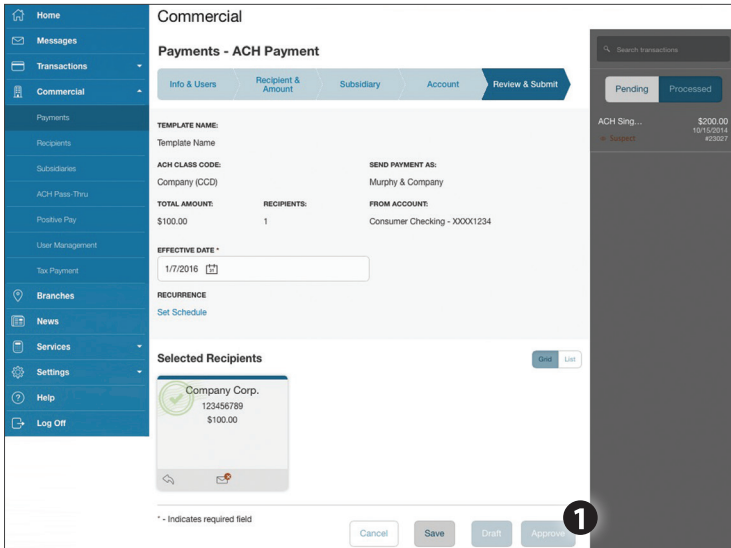 Home
Messages
Transactions
Commercial
Payments
Recipients
Subsidiaries
ACH Pass-Thru
Positive Pay
User Management
Tax Payment
Branches
News
Services
Settings
Help
Log Off
Commercial
Payments - ACH Payment
Info & Users
Recipient &
Amount
Subsidiary
Account
Review & Submit
TEMPLATE NAME:
Template Name
ACH CLASS CODE:
SEND PAYMENT AS:
Company (CCD)
Murphy & Company
TOTAL AMOUNT:
RECIPIENTS:
FROM ACCOUNT:
$100.00
1
Consumer Checking - XXXX1234
EFFECTIVE DATE *
1/7/2016
RECURRENCE
Set Schedule
Selected Recipients
Grid
List
Company Corp.
123456789
$100.00
* - Indicates required field
Cancel
Save
Draft
Approve
1
Search transactions
Pending
Processed
ACH Sing...
$200.00
10/15/2014
Suspect
#23027